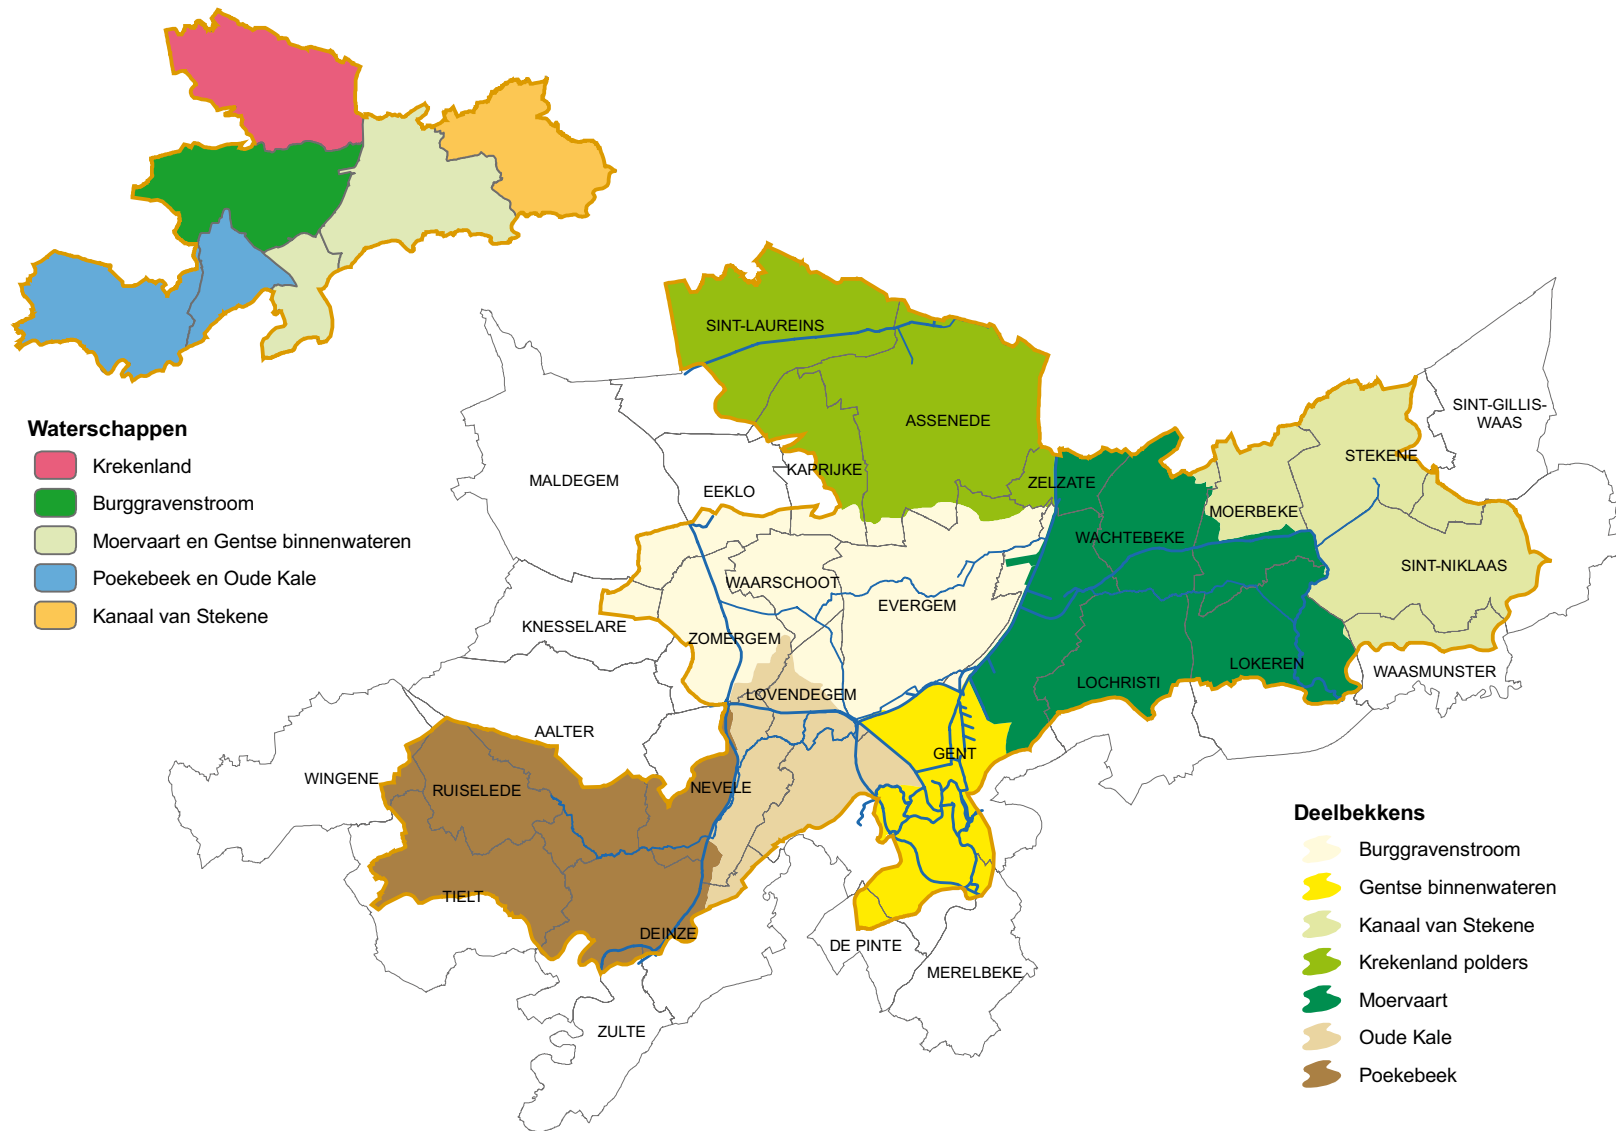 Waterschappen
Krekenland
Burggravenstroom
Moervaart en Gentse binnenwateren
Poekebeek en Oude Kale
Kanaal van Stekene
SINT-LAUREINS
ASSENEDE
SINT-GILLIS-
WAAS
STEKENE
MALDEGEM
EEKLO
KAPRIJKE
ZELZATE
MOERBEKE
WACHTEBEKE
SINT-NIKLAAS
WAARSCHOOT
EVERGEM
KNESSELARE
ZOMERGEM
LOKEREN
WAASMUNSTER
LOCHRISTI
LOVENDEGEM
AALTER
GENT
WINGENE
RUISELEDE
NEVELE
TIELT
DEINZE
DE PINTE
MERELBEKE
ZULTE
Deelbekkens
Burggravenstroom
Gentse binnenwateren
Kanaal van Stekene
Krekenland polders
Moervaart
Oude Kale
Poekebeek